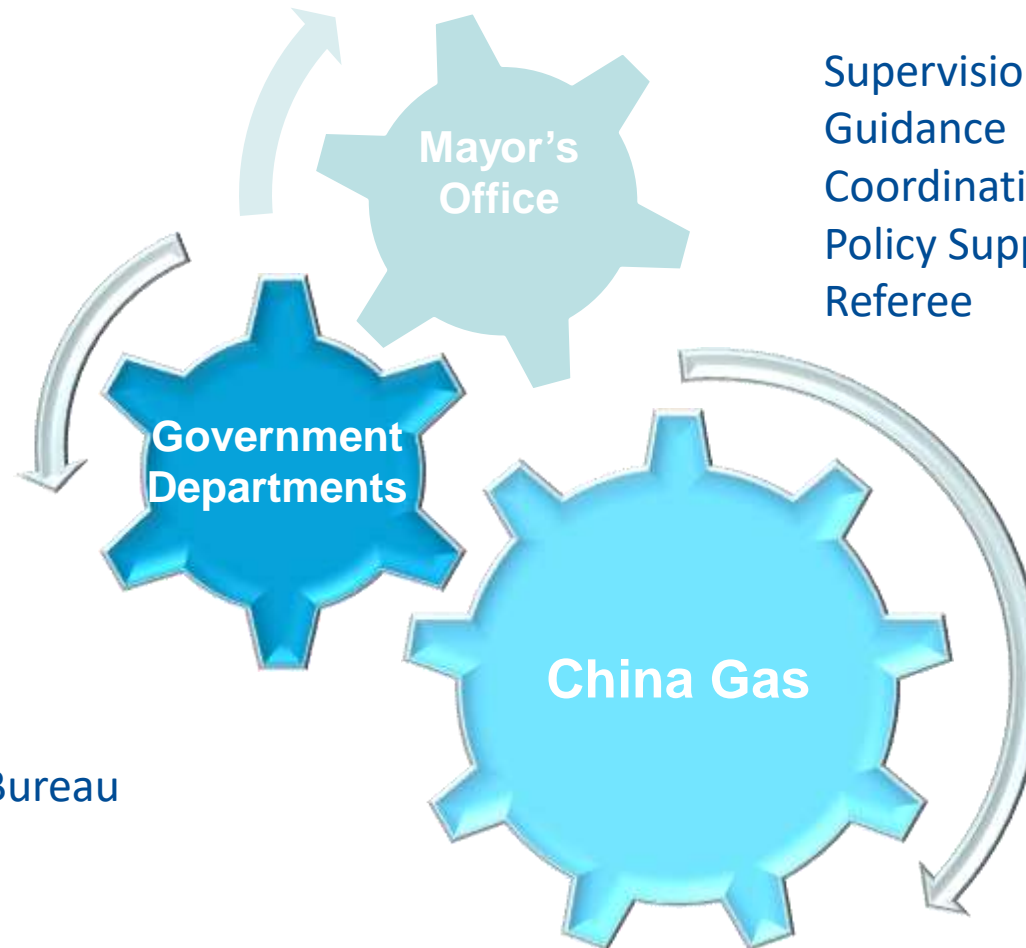 Mayor's
Office
Supervisio
Guidance
Coordinati
Policy Supp
Referee
Government
Departments
China Gas
Bureau